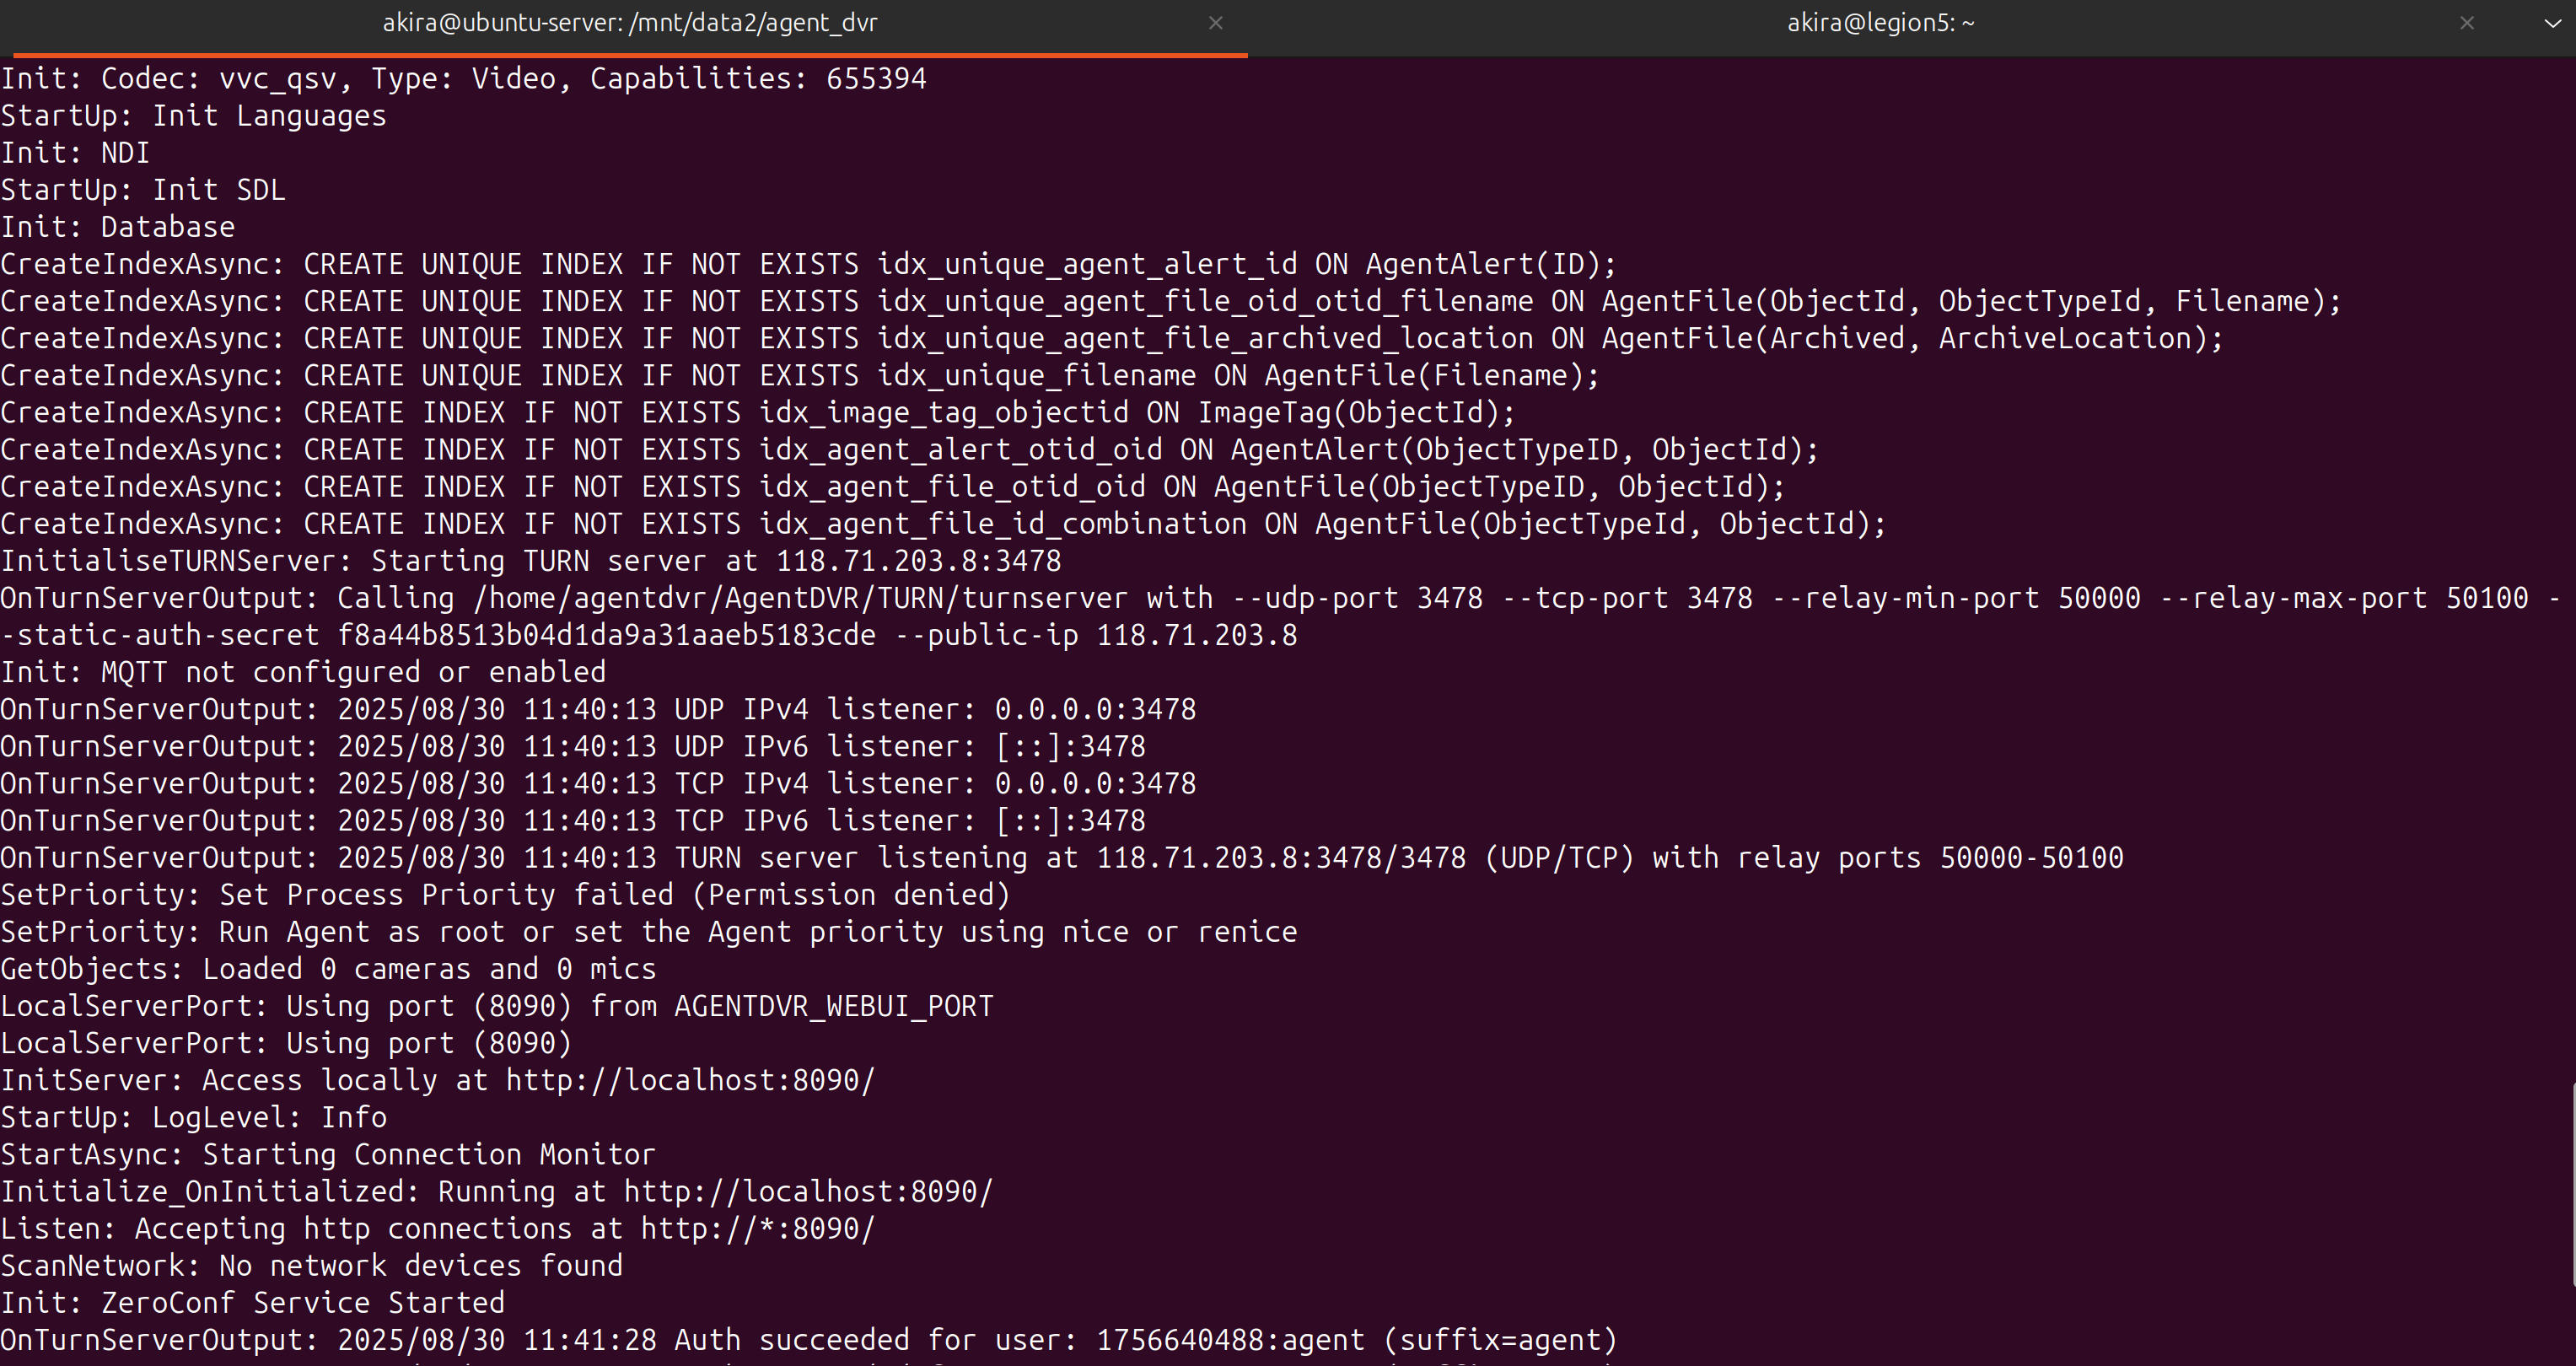 akira@ubuntu-server: /mnt/data2/agent_dvr
akira@legion5: ~
Init: Codec: vvc_qsv, Type: Video, Capabilities: 655394
StartUp: Init Languages
Init: NDI
StartUp: Init SDL
Init: Database
CreateIndexAsync: CREATE UNIQUE INDEX IF NOT EXISTS idx_unique_agent_alert_id ON AgentAlert(ID);
CreateIndexAsync: CREATE UNIQUE INDEX IF NOT EXISTS idx_unique_agent_file_oid_otid_filename ON AgentFile(ObjectId, ObjectTypeId, Filename);
CreateIndexAsync: CREATE UNIQUE INDEX IF NOT EXISTS idx_unique_agent_file_archived_location ON AgentFile(Archived, ArchiveLocation);
CreateIndexAsync: CREATE UNIQUE INDEX IF NOT EXISTS idx_unique_filename ON AgentFile(Filename);
CreateIndexAsync: CREATE INDEX IF NOT EXISTS idx_image_tag_objectid ON ImageTag(ObjectId);
CreateIndexAsync: CREATE INDEX IF NOT EXISTS idx_agent_alert_otid_oid ON AgentAlert(ObjectTypeID, ObjectId);
CreateIndexAsync: CREATE INDEX IF NOT EXISTS idx_agent_file_otid_oid ON AgentFile(ObjectTypeID, ObjectId);
CreateIndexAsync: CREATE INDEX IF NOT EXISTS idx_agent_file_id_combination ON AgentFile(ObjectTypeId, ObjectId);
InitialiseTURNServer: Starting TURN server at 118.71.203.8:3478
OnTurnServerOutput: Calling /home/agentdvr/AgentDVR/TURN/turnserver with --udp-port 3478 --tcp-port 3478 --relay-min-port 50000 --relay-max-port 50100 -
-static-auth-secret f8a44b8513b04d1da9a31aaeb5183cde --public-ip 118.71.203.8
Init: MQTT not configured or enabled
OnTurnServerOutput: 2025/08/30 11:40:13 UDP IPv4 listener: 0.0.0.0:3478
OnTurnServerOutput: 2025/08/30 11:40:13 UDP IPv6 listener: [::]:3478
OnTurnServerOutput: 2025/08/30 11:40:13 TCP IPv4 listener: 0.0.0.0:3478
OnTurnServerOutput: 2025/08/30 11:40:13 TCP IPv6 listener: [::]:3478
OnTurnServerOutput: 2025/08/30 11:40:13 TURN server listening at 118.71.203.8:3478/3478 (UDP/TCP) with relay ports 50000-50100
SetPriority: Set Process Priority failed (Permission denied)
SetPriority: Run Agent as root or set the Agent priority using nice or renice
GetObjects: Loaded 0 cameras and 0 mics
LocalServerPort: Using port (8090) from AGENTDVR_WEBUI_PORT
LocalServerPort: Using port (8090)
InitServer: Access locally at http://localhost:8090/
StartUp: LogLevel: Info
StartAsync: Starting Connection Monitor
Initialize_OnInitialized: Running at http://localhost:8090/
Listen: Accepting http connections at http://*:8090/
ScanNetwork: No network devices found
Init: ZeroConf Service Started
OnTurnServerOutput: 2025/08/30 11:41:28 Auth succeeded for user: 1756640488:agent (suffix=agent)